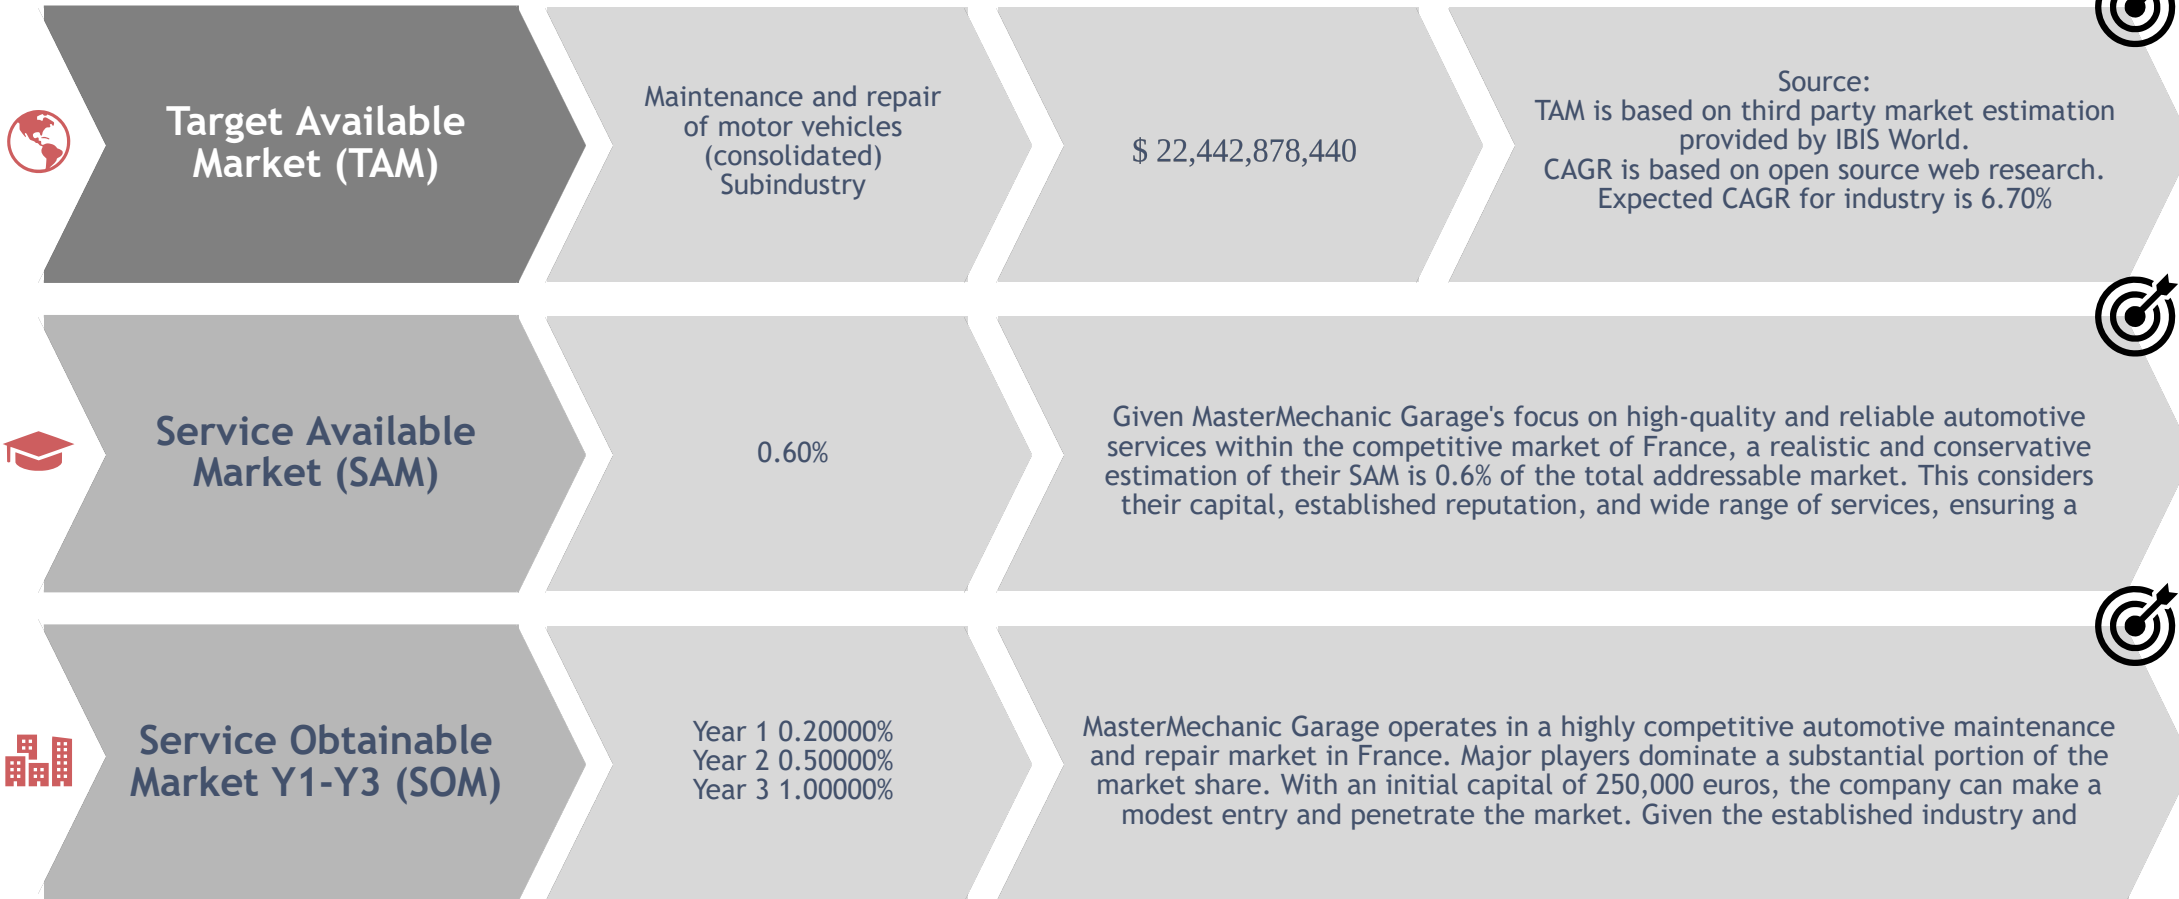 Target Available
Market (TAM)
Maintenance and repair
of motor vehicles
(consolidated)
Subindustry
$ 22,442,878,440
Source:
TAM is based on third party market estimation
provided by IBIS World.
CAGR is based on open source web research.
Expected CAGR for industry is 6.70%
Service Available
Market (SAM)
0.60%
Given MasterMechanic Garage's focus on high-quality and reliable automotive
services within the competitive market of France, a realistic and conservative
estimation of their SAM is 0.6% of the total addressable market. This considers
their capital, established reputation, and wide range of services, ensuring a
Service Obtainable
Market Y1-Y3 (SOM)
Year 1 0.20000%
Year 2 0.50000%
Year 3 1.00000%
MasterMechanic Garage operates in a highly competitive automotive maintenance
and repair market in France. Major players dominate a substantial portion of the
market share. With an initial capital of 250,000 euros, the company can make a
modest entry and penetrate the market. Given the established industry and